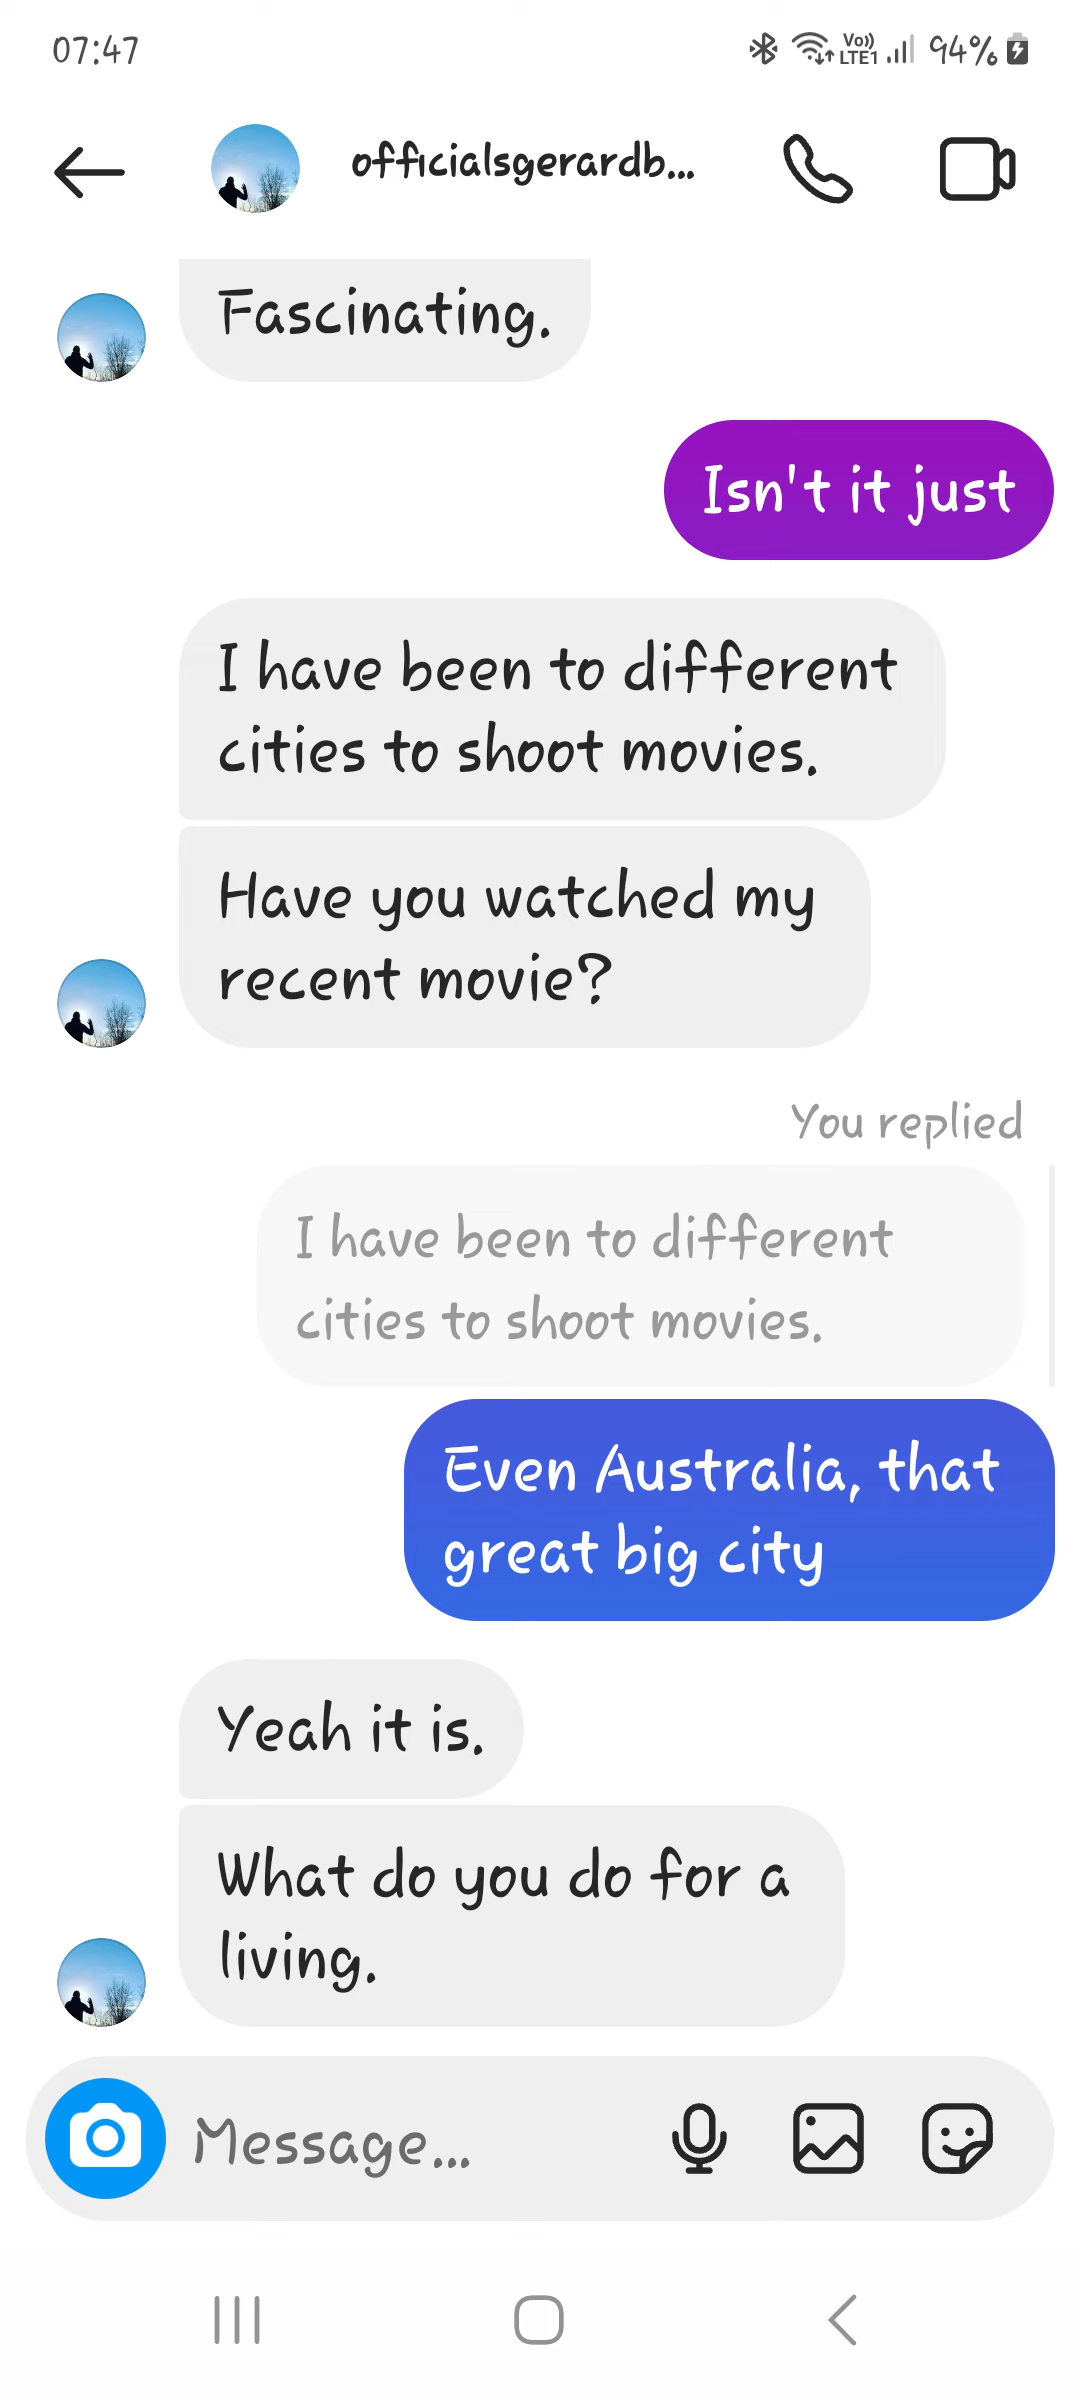 07:47
Vo))
LTE1
94%
officialsgerardb...
Fascinating.
Isn't it just
I have been to different
cities to shoot movies.
Have you watched my
recent movie?
You replied
I have been to different
cities to shoot movies.
Even Australia, that
great big city
Yeah it is.
What do you do for a
living.
Message...